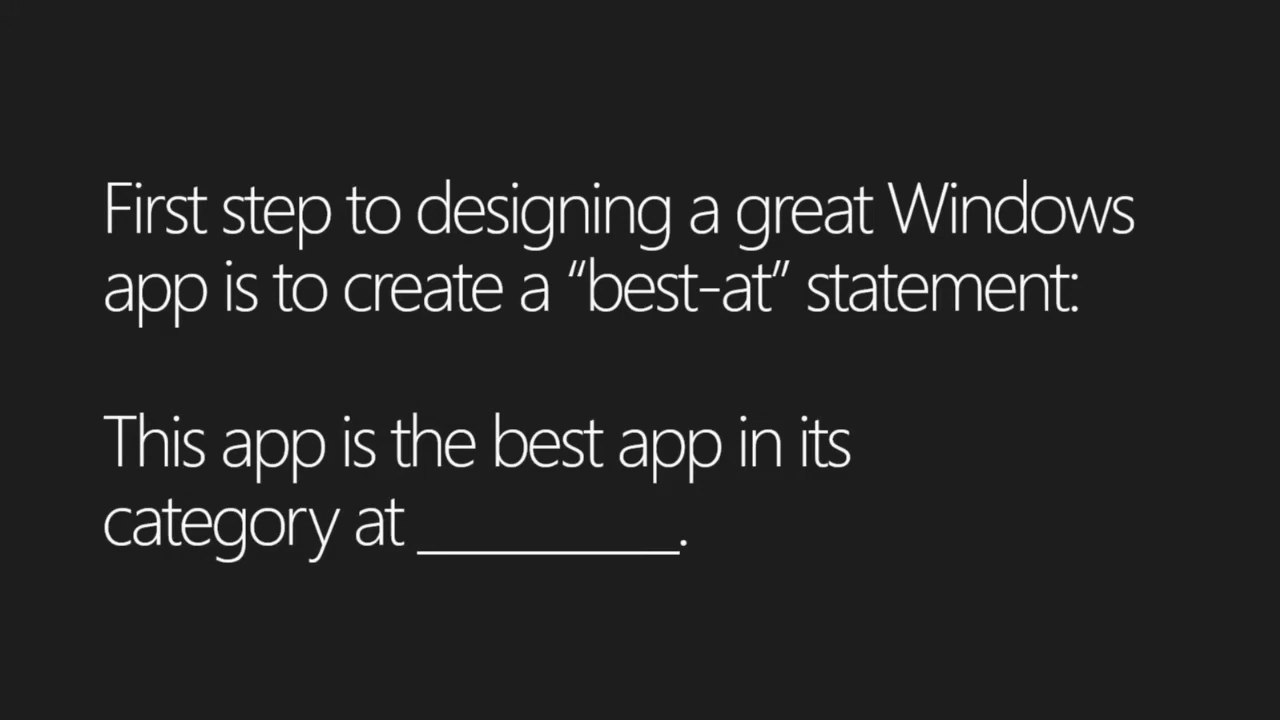 First step to designing a great Windows
app is to create a “best-at” statement:
This app is the best app in its
category at __________.